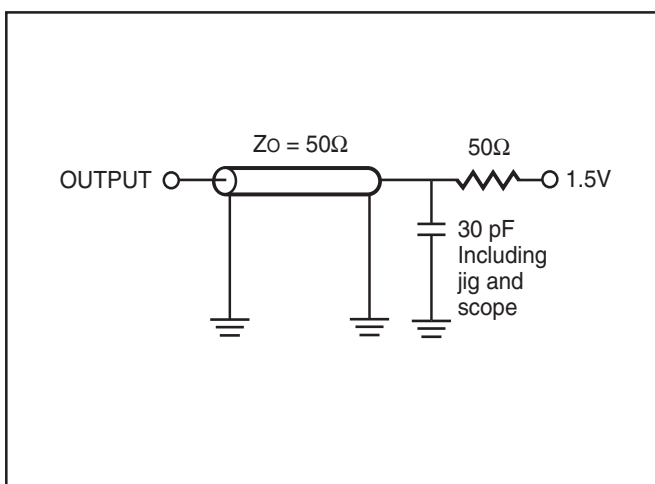 Zo = 50Ω
50Ω
OUTPUT
1.5V
30 pF
Including
jig and
scope